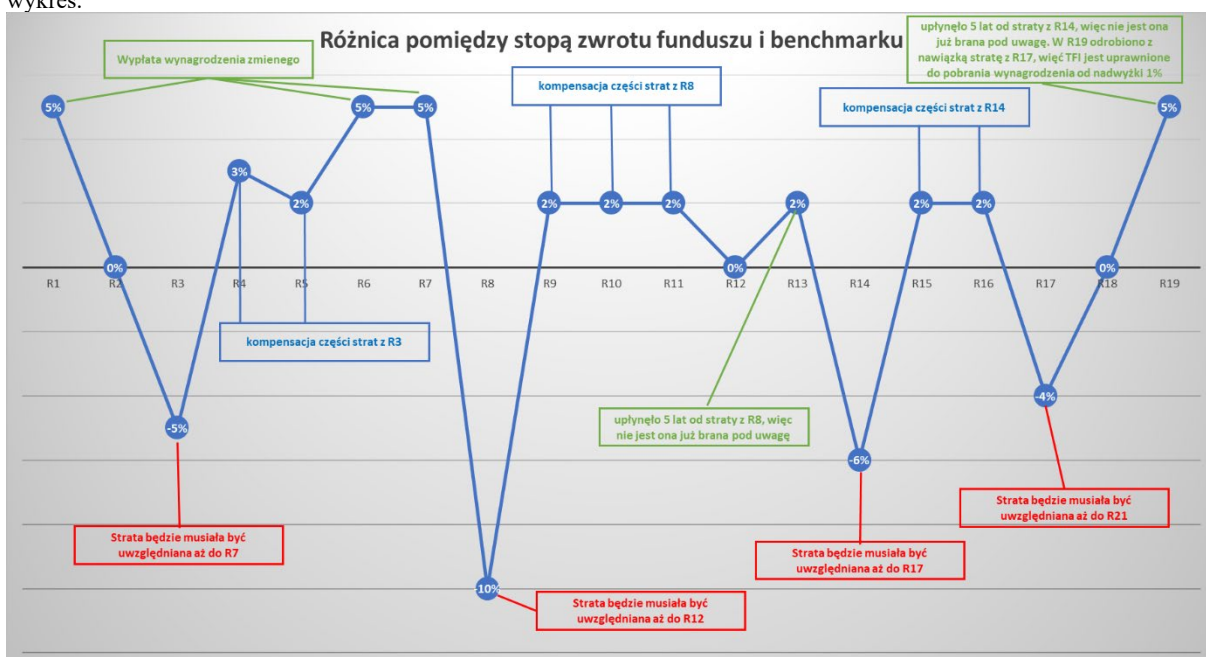 wykres.
Różnica pomiędzy stopą zwrotu funduszu i benchmarku
Wypłata wynagrodzenia zmienego
upłynęło 5 lat od straty z R14, więc nie jest ona
już brana pod uwagę. W R19 odrobiono z
nawiązką stratę z R17, więć TFI jest uprawnione
do pobrania wynagrodzenia od nadwyżki 1%
kompensacja części strat z R8
kompensacja części strat z R14
5%
0%
-5%
3%
2%
5%
5%
-10%
2%
2%
2%
0%
2%
-6%
2%
2%
-4%
0%
5%
R1 R2 R3 R4 R5 R6 R7 R8 R9 R10 R11 R12 R13 R14 R15 R16 R17 R18 R19
kompensacja części strat z R3
upłynęło 5 lat od straty z R8, więc
nie jest ona już brana pod uwagę
Strata będzie musiała być
uwzględniana aż do R7
Strata będzie musiała być
uwzględniana aż do R12
Strata będzie musiała być
uwzględniana aż do R17
Strata będzie musiała być
uwzględniana aż do R21